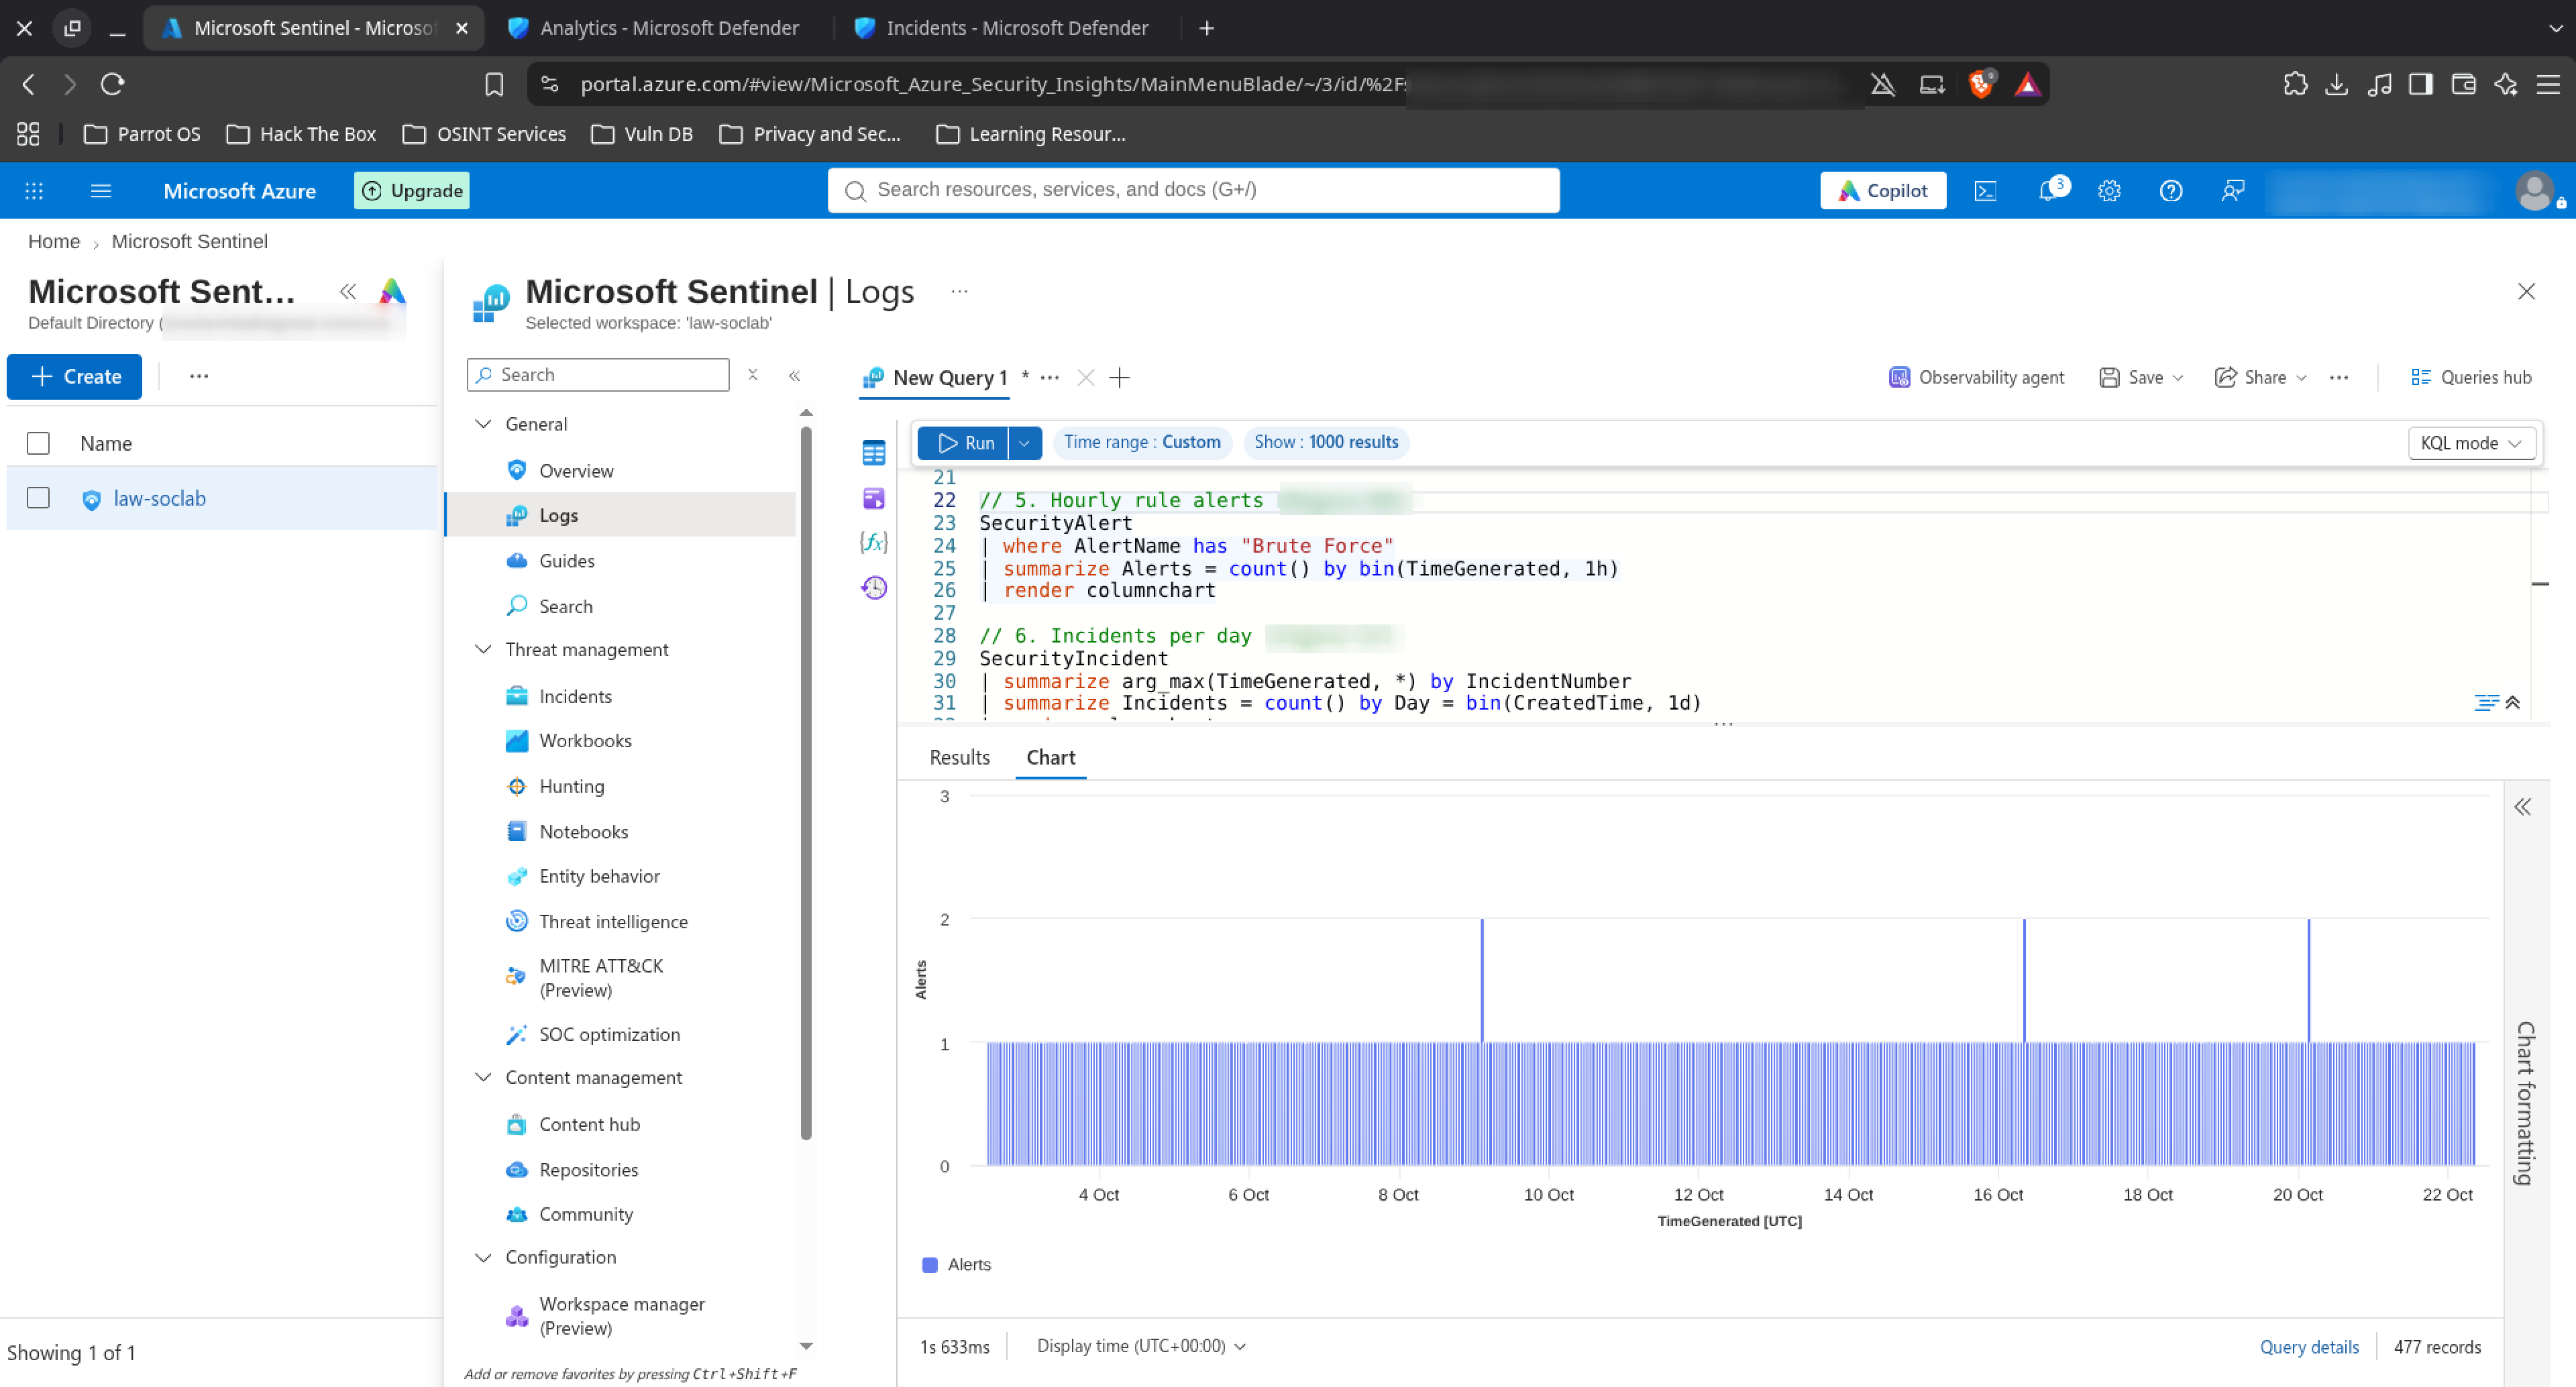 Microsoft Sentinel - Microsof
Analytics - Microsoft Defender
Incidents - Microsoft Defender
portal.azure.com/#view/Microsoft_Azure_Security_Insights/MainMenuBlade/~/3/id/%2Fs
9
Parrot OS
Hack The Box
OSINT Services
Vuln DB
Privacy and Sec...
Learning Resour...
Microsoft Azure
Upgrade
Search resources, services, and docs (G+/)
Copilot
3
Home > Microsoft Sentinel
Microsoft Sent...
Default Directory (
Microsoft Sentinel | Logs
...
Selected workspace: 'law-soclab'
+ Create
...
Name
law-soclab
Showing 1 of 1
Search
General
Overview
Logs
Guides
Search
Threat management
Incidents
Workbooks
Hunting
Notebooks
Entity behavior
Threat intelligence
MITRE ATT&CK
(Preview)
SOC optimization
Content management
Content hub
Repositories
Community
Configuration
Workspace manager
(Preview)
Add or remove favorites by pressing Ctrl+Shift+F
New Query 1 * ...
Observability agent
Save
Share
...
Queries hub
Run
Time range : Custom
Show : 1000 results
KQL mode
21
22 // 5. Hourly rule alerts
23 SecurityAlert
24 | where AlertName has "Brute Force"
25 | summarize Alerts = count() by bin(TimeGenerated, 1h)
26 | render columnchart
27
28 // 6. Incidents per day
29 SecurityIncident
30 | summarize arg_max(TimeGenerated, *) by IncidentNumber
31 | summarize Incidents = count() by Day = bin(CreatedTime, 1d)
Results
Chart
3
2
1
0
Alerts
4 Oct
6 Oct
8 Oct
10 Oct
12 Oct
14 Oct
16 Oct
18 Oct
20 Oct
22 Oct
TimeGenerated [UTC]
Alerts
Chart formatting
1s 633ms
Display time (UTC+00:00)
Query details
477 records